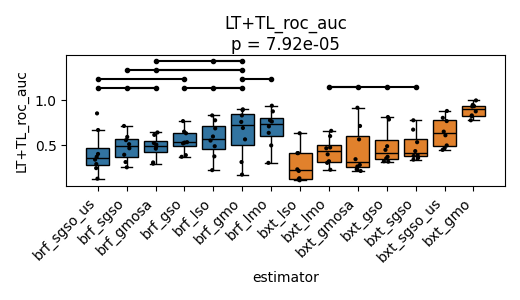 LT+TL_roc_auc
p = 7.92e-05
LT+TL_roc_auc
1.0
0.5
brf_sgso_us
brf_sgso
brf_gmosa
brf_gso
brf_lso
brf_gmo
brf_lmo
bxt_lso
bxt_lmo
bxt_gmosa
bxt_gso
bxt_sgso
bxt_sgso_us
bxt_gmo
estimator